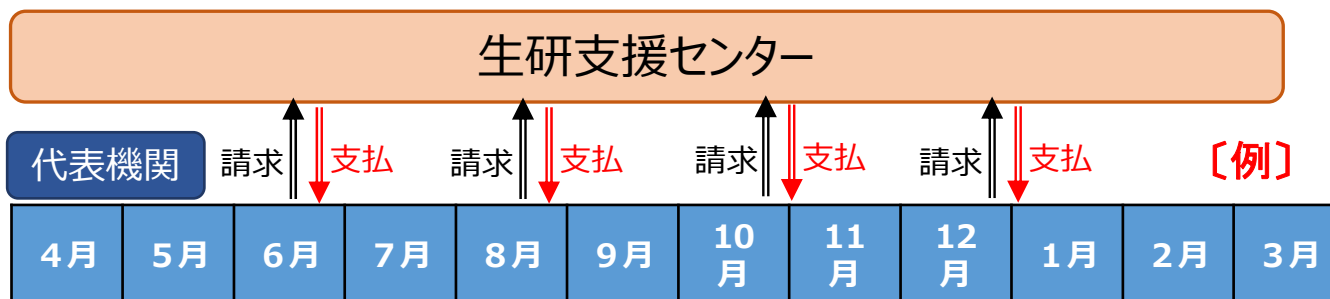 生研支援センター
代表機関
請求
支払
請求
支払
請求
支払
請求
支払
〔例〕
4月
5月
6月
7月
8月
9月
10
月
11
月
12
月
1月
2月
3月